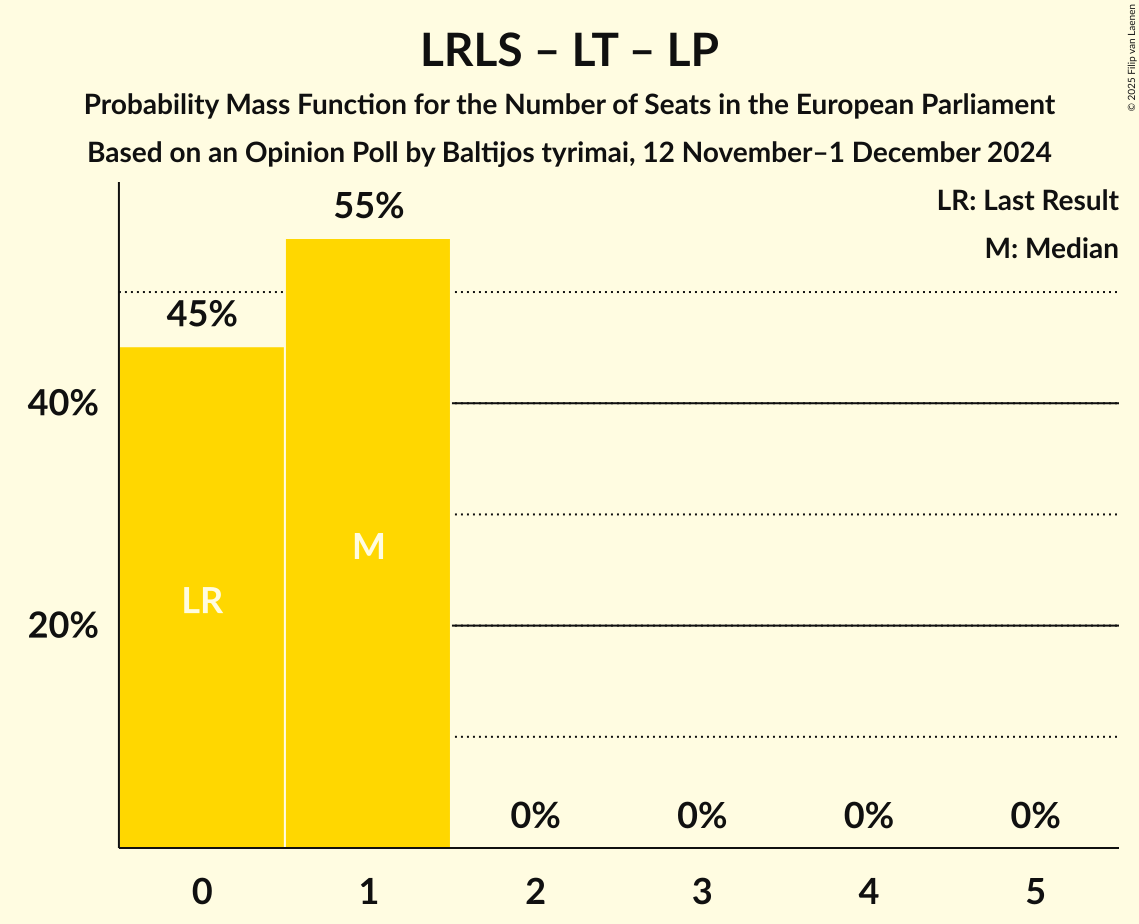 LRLS – LT – LP
Probability Mass Function for the Number of Seats in the European Parliament
Based on an Opinion Poll by Baltijos tyrimai, 12 November–1 December 2024
© 2025 Filip van Laenen
LR: Last Result
M: Median
55%
45%
40%
20%
LR
M
0%
0%
0%
0%
0
1
2
3
4
5